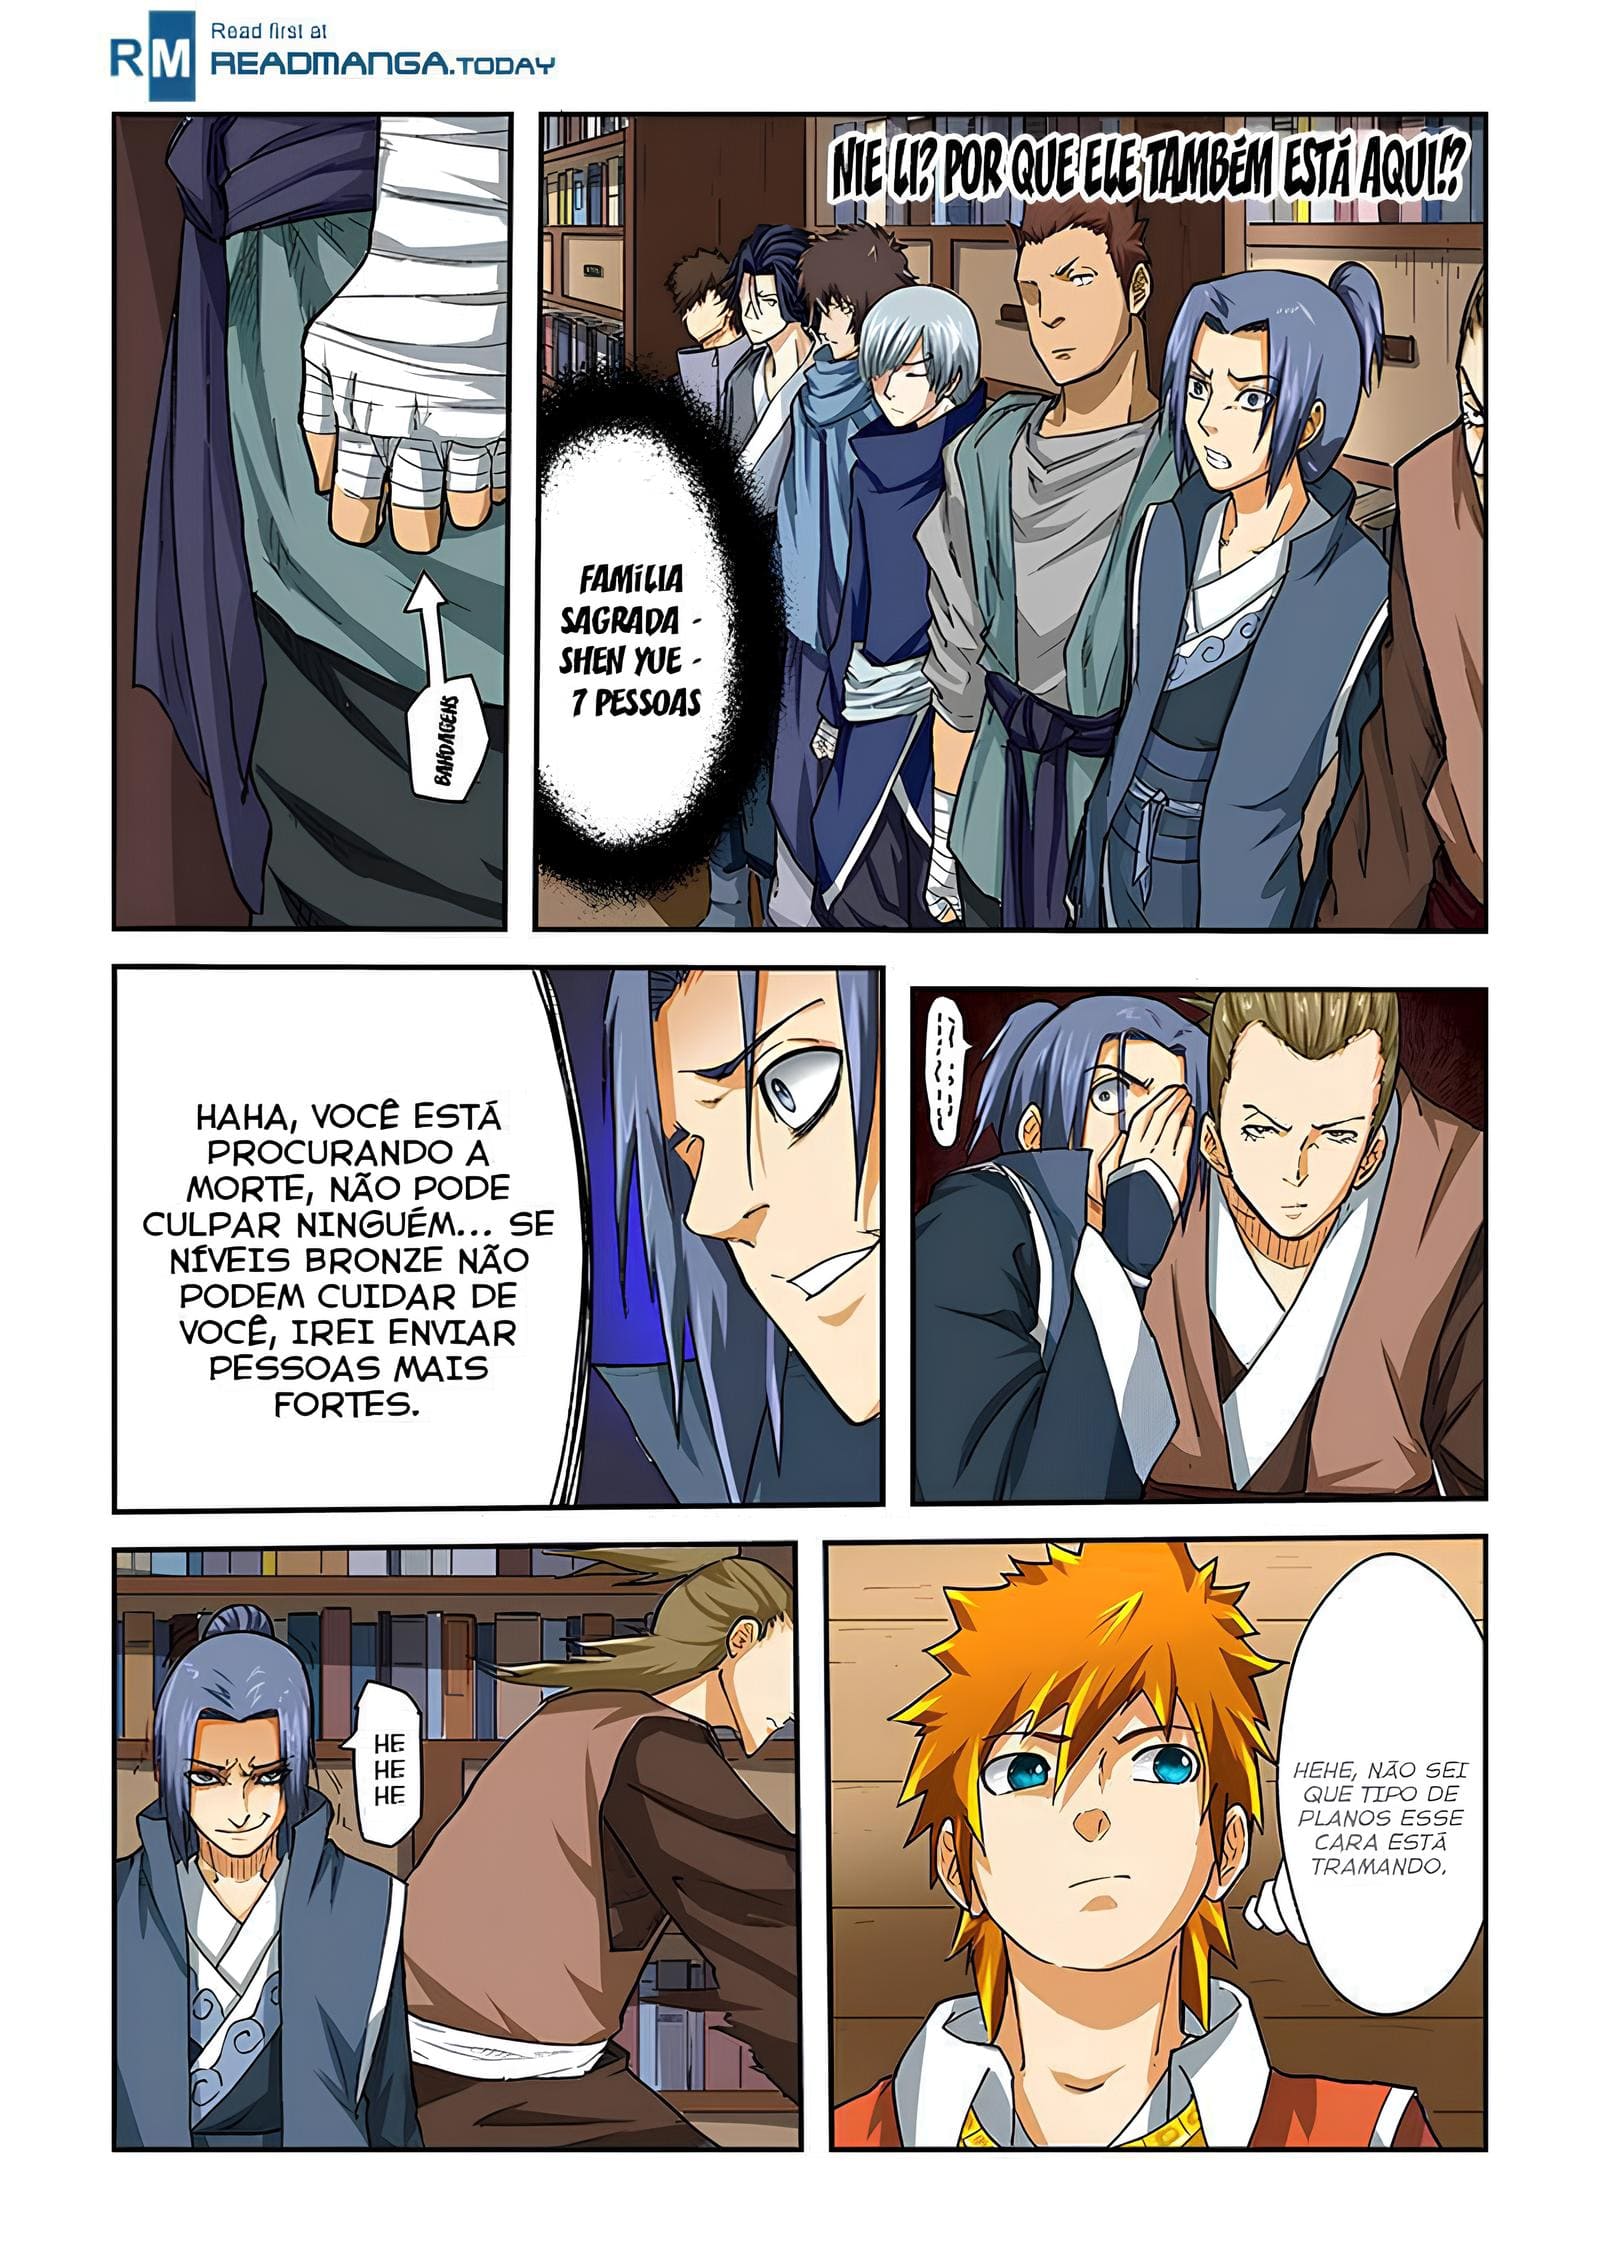 RM
Read first at
READMANGA.TODAY
NIE LI? POR QUE ELE TAMBÉM ESTÁ AQUI!?
FAMíLIA
SAGRADA -
SHEN YUE -
7 PESSOAS
BANDAGENS
HAHA, VOCÊ ESTÁ
PROCURANDO A
MORTE, NÃO PODE
CULPAR NINGUÉM... SE
NÍVEIS BRONZE NÃO
PODEM CUIDAR DE
VOCÊ, IREI ENVIAR
PESSOAS MAIS
FORTES.
HE
HE
HE
HEHE, NÃO SEI
QUE TIPO DE
PLANOS ESSE
CARA ESTÁ
TRAMANDO.